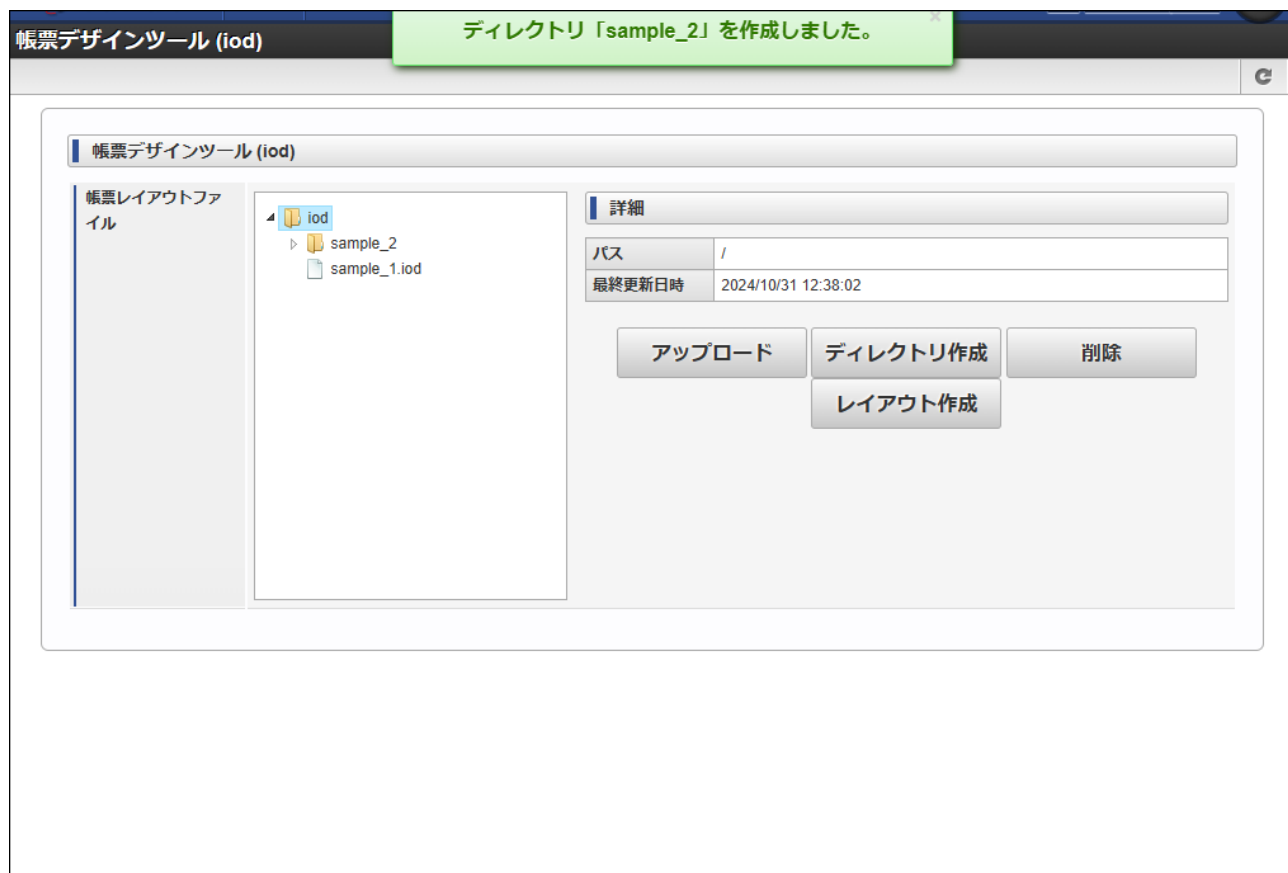 ディレクトリ「sample_2」を作成しました。
×
帳票デザインツール (iod)
帳票デザインツール (iod)
帳票レイアウトファ
イル
iod
sample_2
sample_1.iod
詳細
パス /
最終更新日時 2024/10/31 12:38:02
アップロード ディレクトリ作成 削除
レイアウト作成